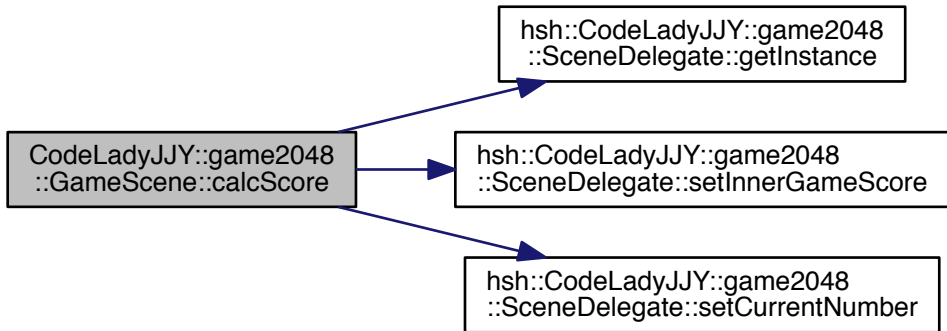 CodeLadyJJY::game2048
::GameScene::calcScore
hsh::CodeLadyJJY::game2048
::SceneDelegate::getInstance
hsh::CodeLadyJJY::game2048
::SceneDelegate::setInnerGameScore
hsh::CodeLadyJJY::game2048
::SceneDelegate::setCurrentNumber